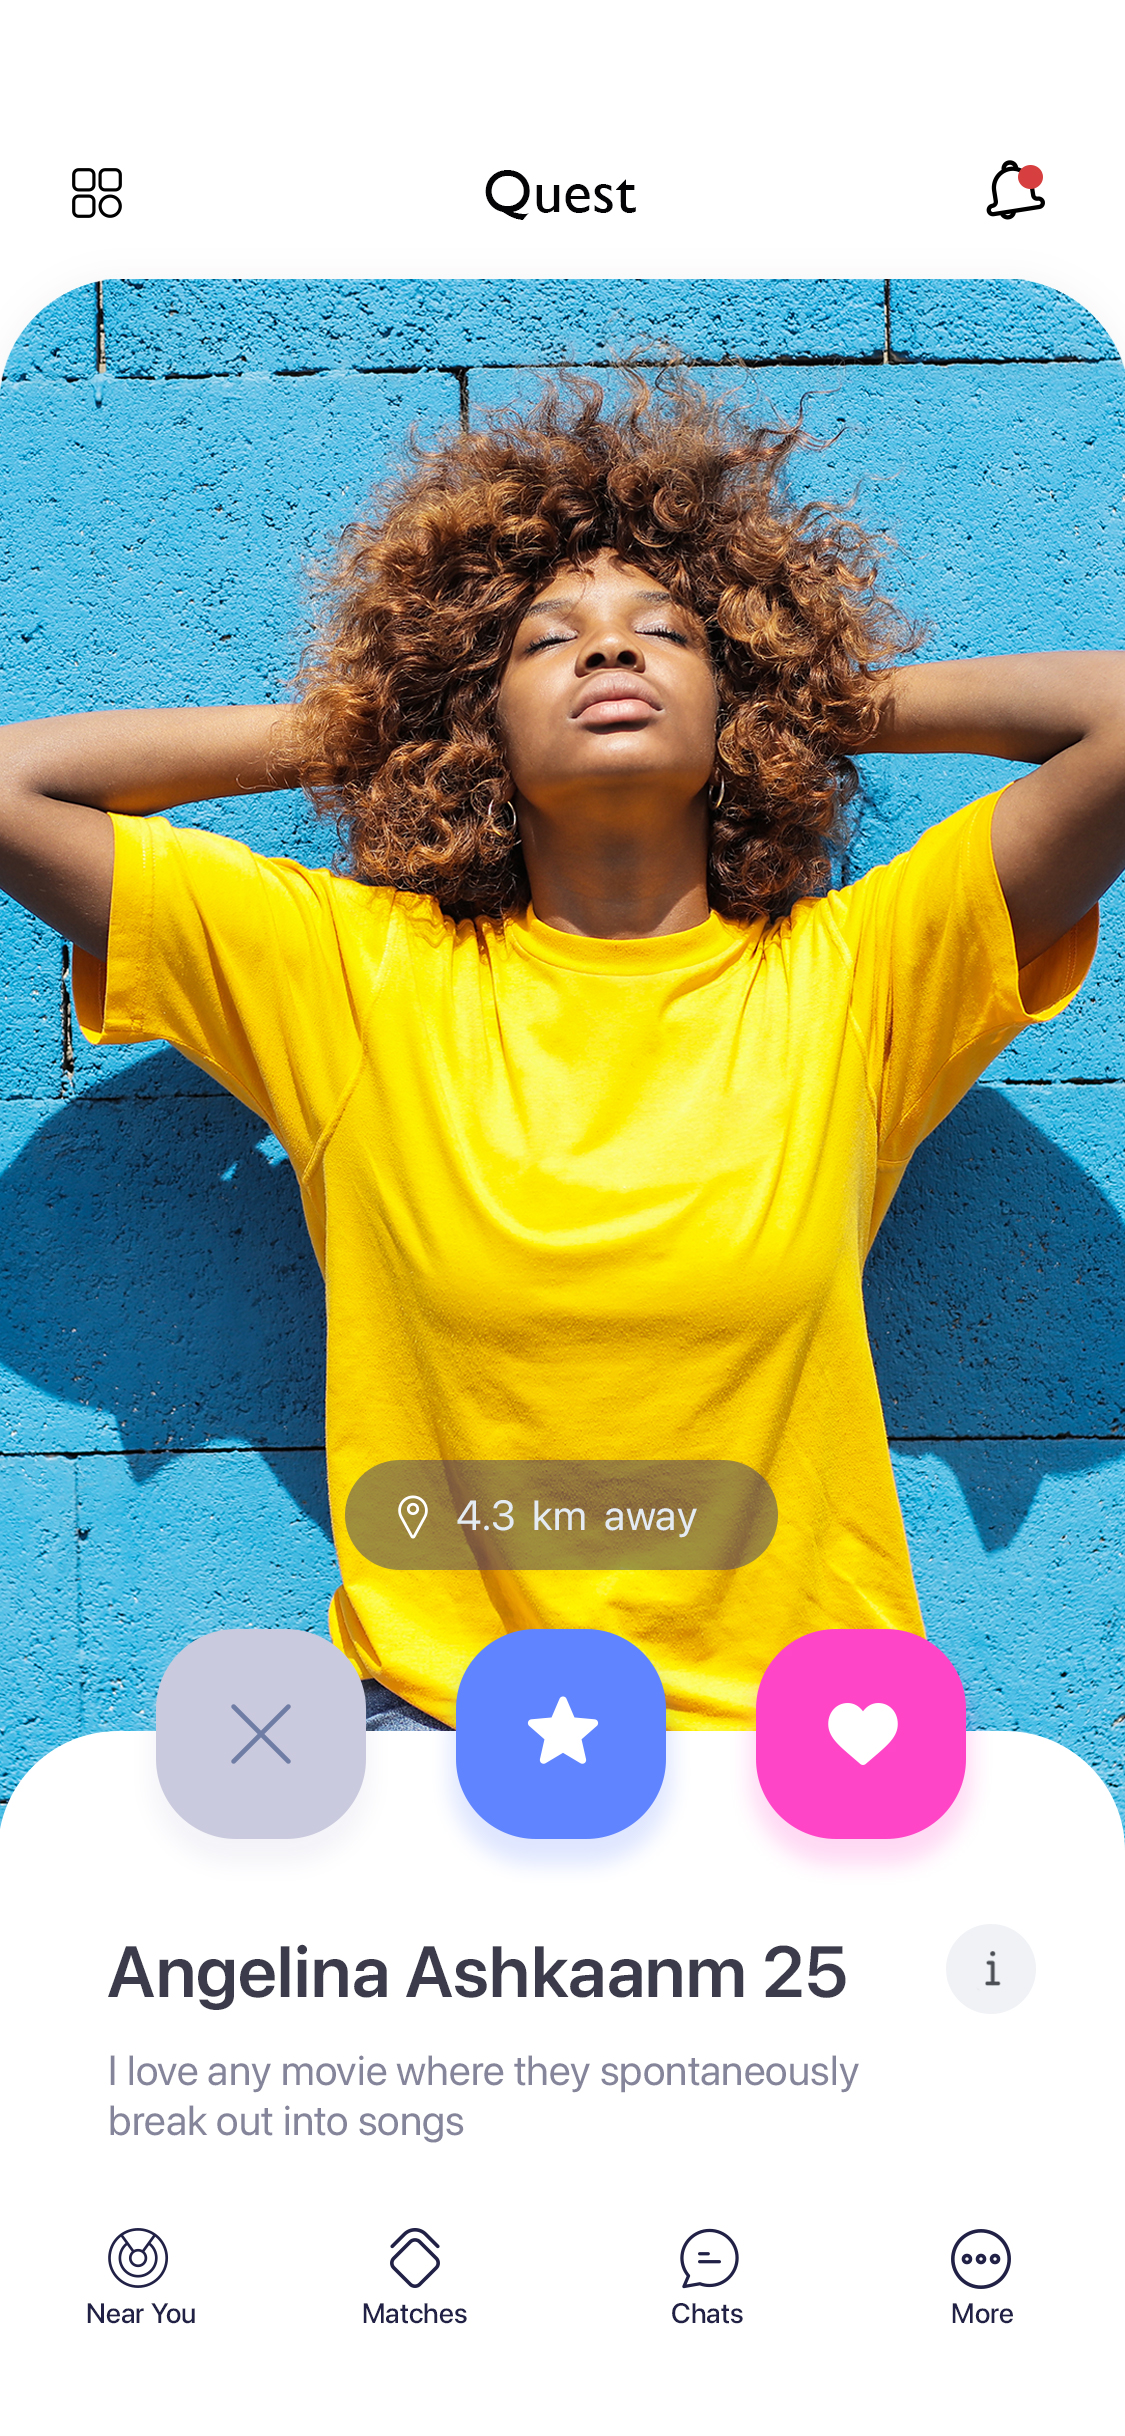 Quest
4.3 km away
Angelina Ashkaanm 25
i
I love any movie where they spontaneously
break out into songs
Near You
Matches
Chats
More